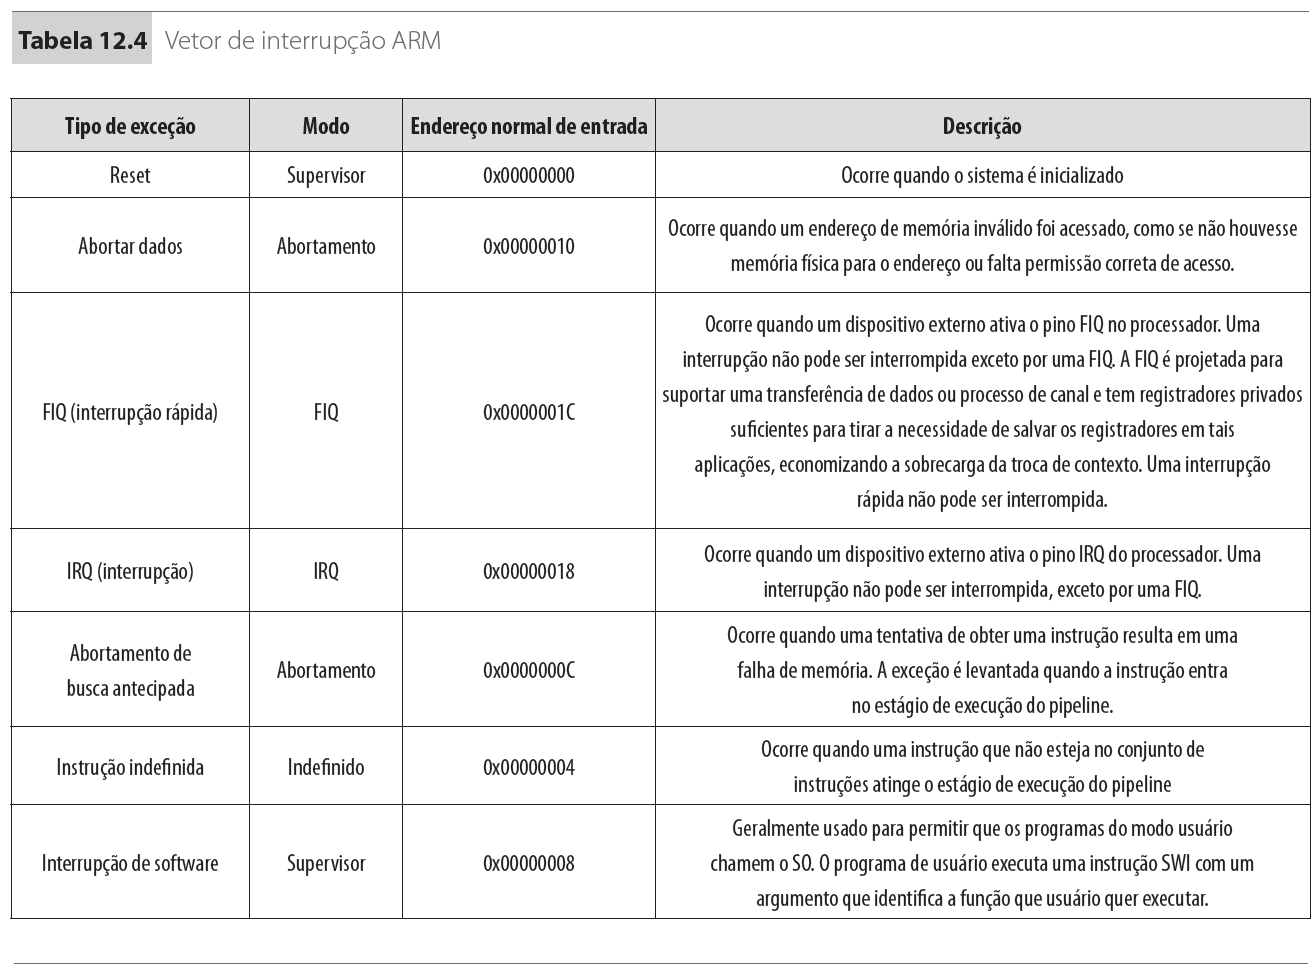 Tabela 12.4 Vetor de interrupção ARM
Tipo de exceção Modo Endereço normal de entrada Descrição
Reset Supervisor 0x00000000 Ocorre quando o sistema é inicializado
Abortar dados Abortamento 0x00000010 Ocorre quando um endereço de memória inválido foi acessado, como se não houvesse
memória física para o endereço ou falta permissão correta de acesso.
FIQ (interrupção rápida) FIQ 0x0000001C Ocorre quando um dispositivo externo ativa o pino FIQ no processador. Uma
interrupção não pode ser interrompida exceto por uma FIQ. A FIQ é projetada para
suportar uma transferência de dados ou processo de canal e tem registradores privados
suficientes para tirar a necessidade de salvar os registradores em tais
aplicações, economizando a sobrecarga da troca de contexto. Uma interrupção
rápida não pode ser interrompida.
IRQ (interrupção) IRQ 0x00000018 Ocorre quando um dispositivo externo ativa o pino IRQ do processador. Uma
interrupção não pode ser interrompida, exceto por uma FIQ.
Abortamento de
busca antecipada Abortamento 0x0000000C Ocorre quando uma tentativa de obter uma instrução resulta em uma
falha de memória. A exceção é levantada quando a instrução entra
no estágio de execução do pipeline.
Instrução indefinida Indefinido 0x00000004 Ocorre quando uma instrução que não esteja no conjunto de
instruções atinge o estágio de execução do pipeline
Interrupção de software Supervisor 0x00000008 Geralmente usado para permitir que os programas do modo usuário
chamem o SO. O programa de usuário executa uma instrução SWI com um
argumento que identifica a função que usuário quer executar.